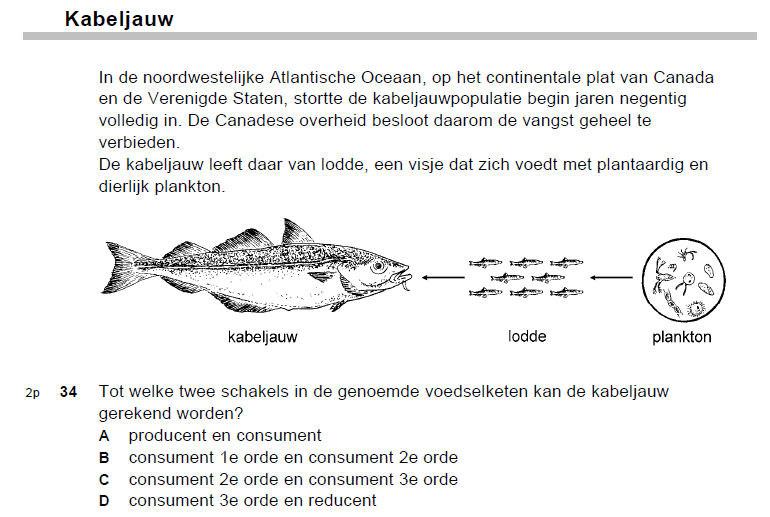 Kabeljauw
In de noordwestelijke Atlantische Oceaan, op het continentale plat van Canada
en de Verenigde Staten, stortte de kabeljauwpopulatie begin jaren negentig
volledig in. De Canadese overheid besloot daarom de vangst geheel te
verbieden.
De kabeljauw leeft daar van lodde, een visje dat zich voedt met plantaardig en
dierlijk plankton.
kabeljauw lodde plankton
2p 34 Tot welke twee schakels in de genoemde voedselketen kan de kabeljauw
gerekend worden?
A producent en consument
B consument 1e orde en consument 2e orde
C consument 2e orde en consument 3e orde
D consument 3e orde en reducent